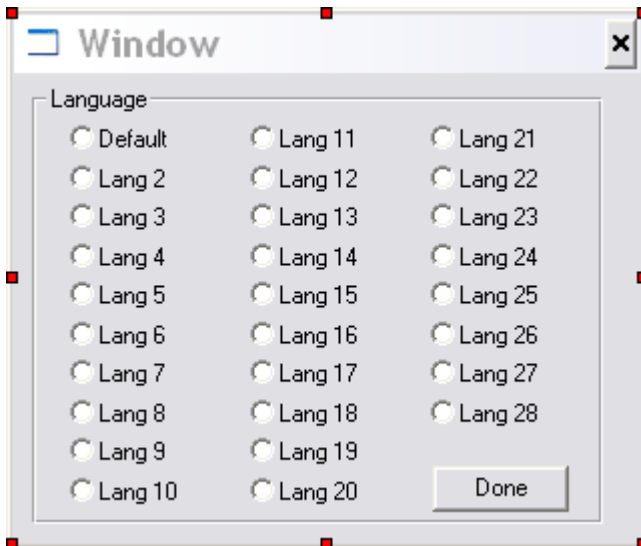 Window
Language
Default
Lang 2
Lang 3
Lang 4
Lang 5
Lang 6
Lang 7
Lang 8
Lang 9
Lang 10
Lang 11
Lang 12
Lang 13
Lang 14
Lang 15
Lang 16
Lang 17
Lang 18
Lang 19
Lang 20
Lang 21
Lang 22
Lang 23
Lang 24
Lang 25
Lang 26
Lang 27
Lang 28
Done